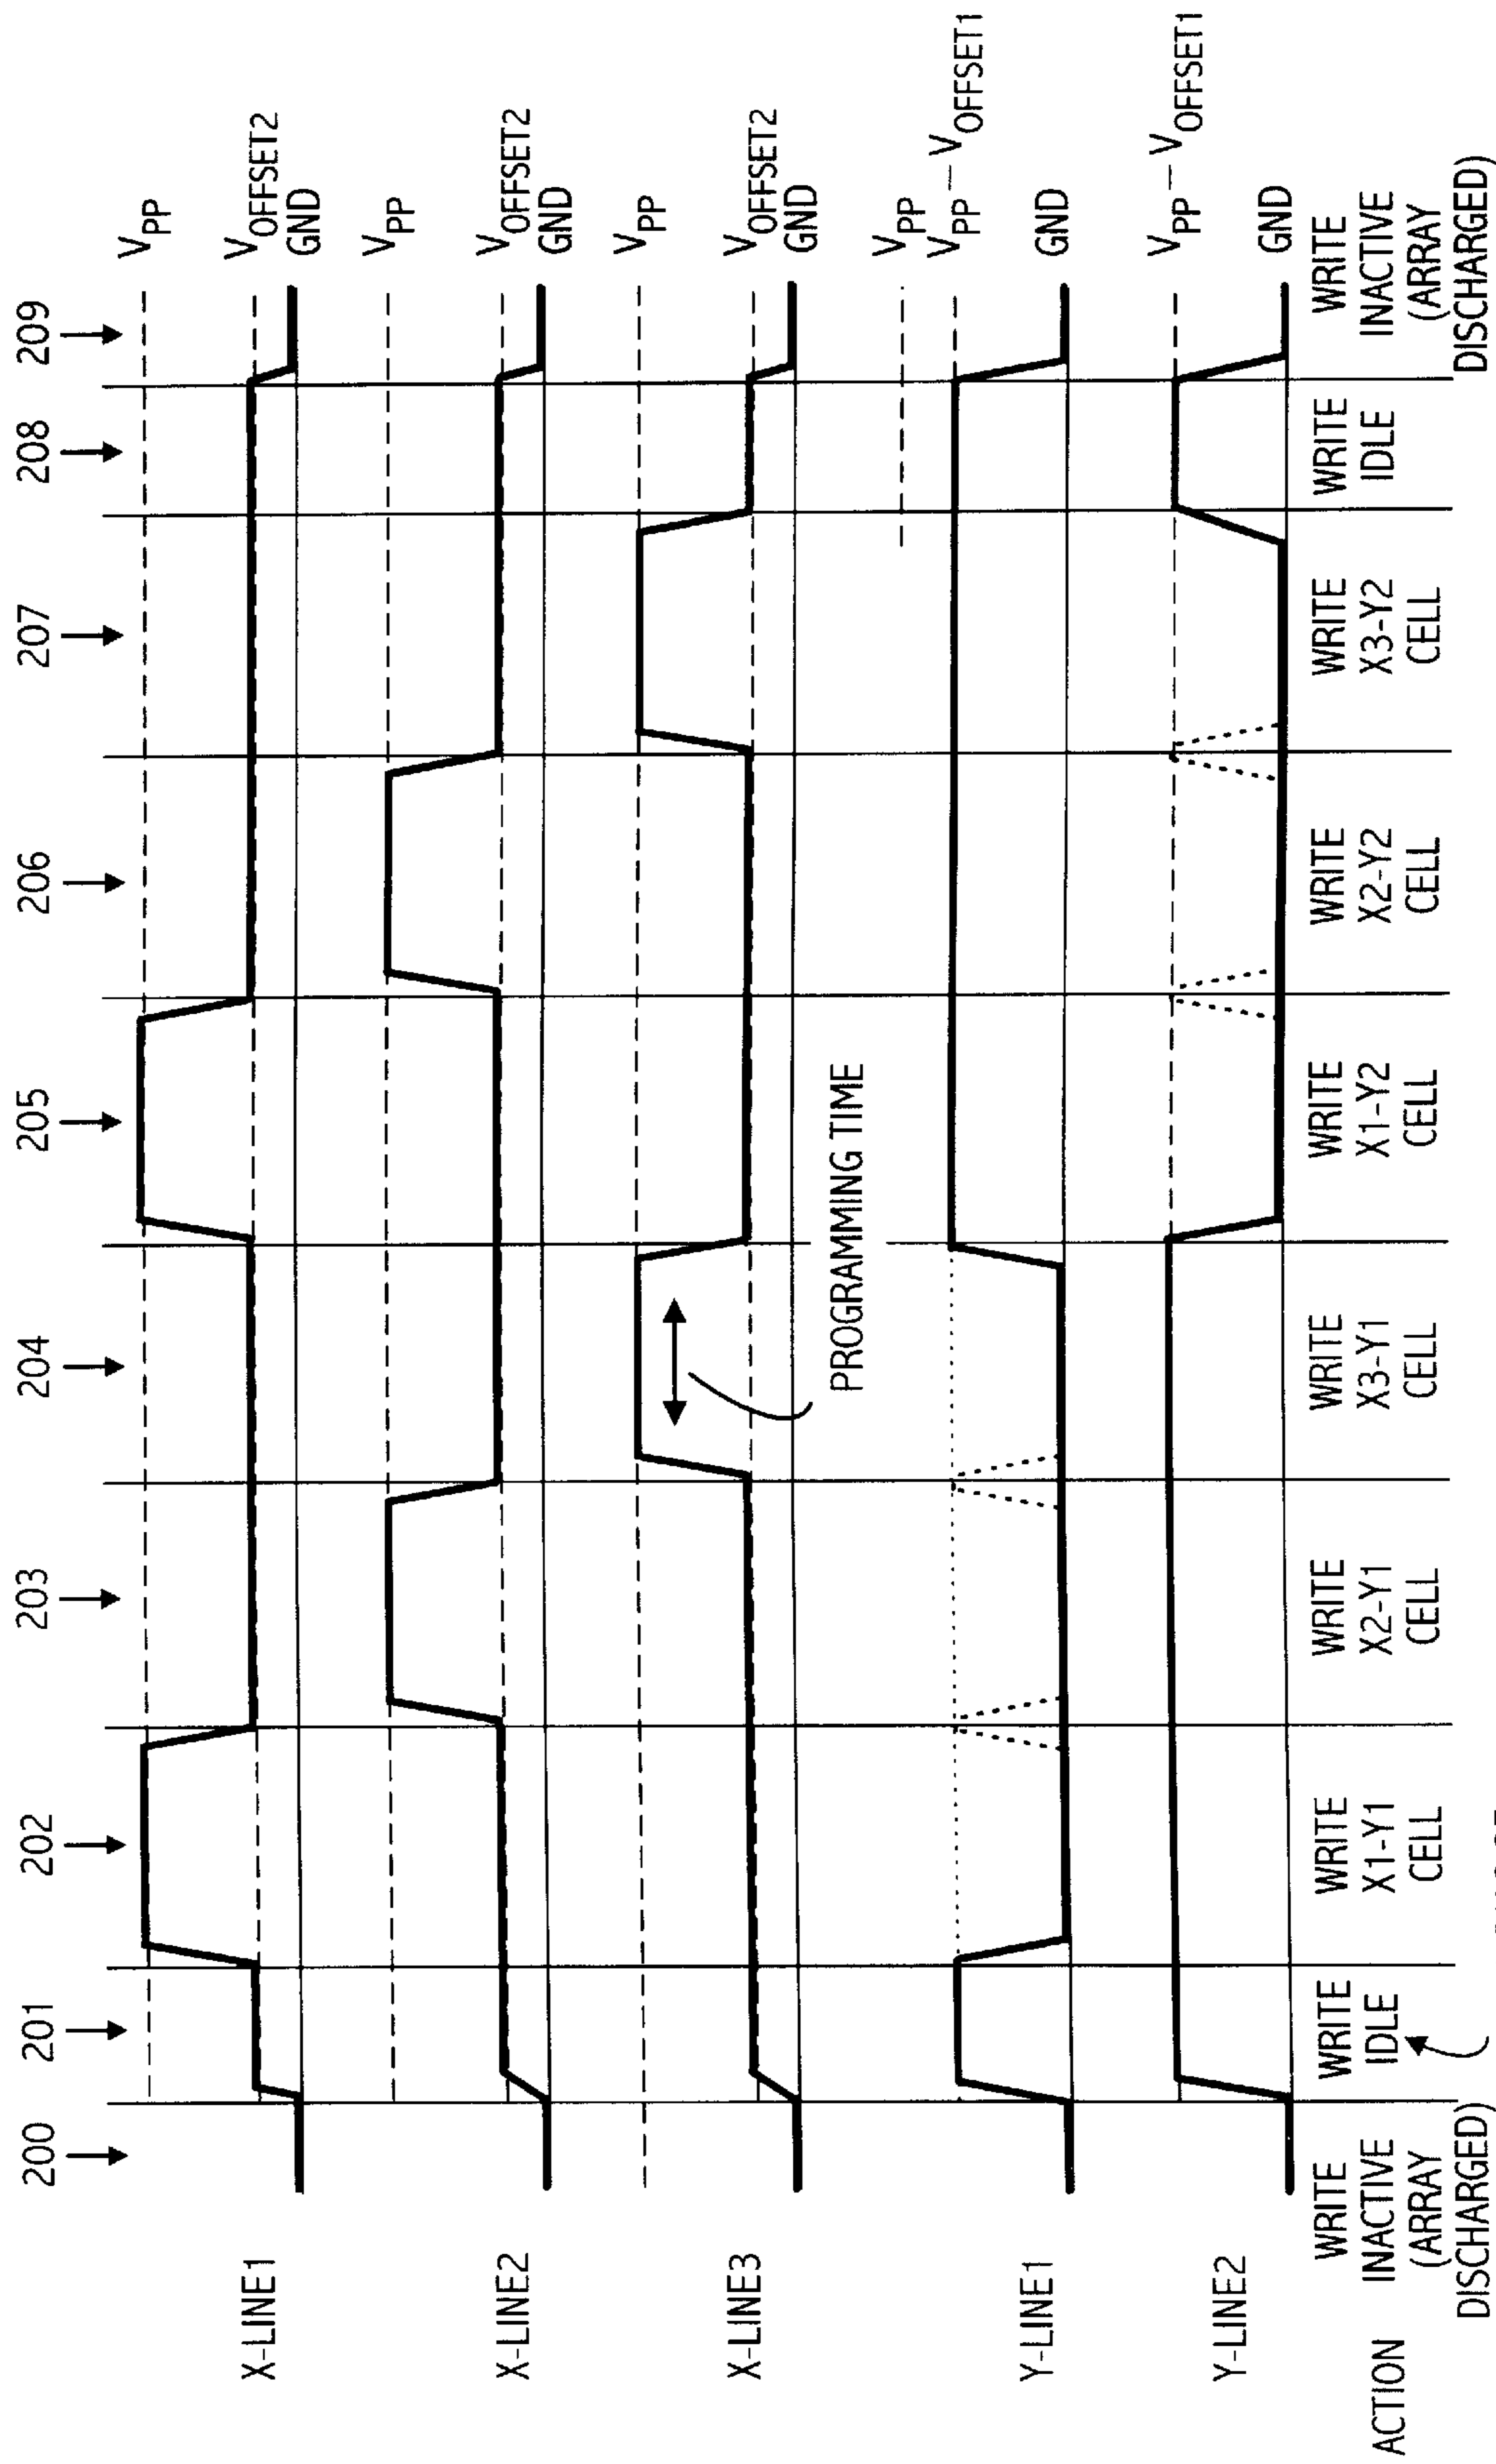 200 201 202 203 204 205 206 207 208 209
X-LINE1
VPP
VOFFSET2
GND
X-LINE2
VPP
VOFFSET2
GND
X-LINE3
VPP
VOFFSET2
GND
PROGRAMMING TIME
Y-LINE1
VPP
VPP – VOFFSET1
GND
Y-LINE2
VPP – VOFFSET1
GND
ACTION
WRITE
INACTIVE
(ARRAY
DISCHARGED)
WRITE
IDLE
WRITE
X1-Y1
CELL
WRITE
X2-Y1
CELL
WRITE
X3-Y1
CELL
WRITE
X1-Y2
CELL
WRITE
X2-Y2
CELL
WRITE
X3-Y2
CELL
WRITE
IDLE
WRITE
INACTIVE
(ARRAY
DISCHARGED)